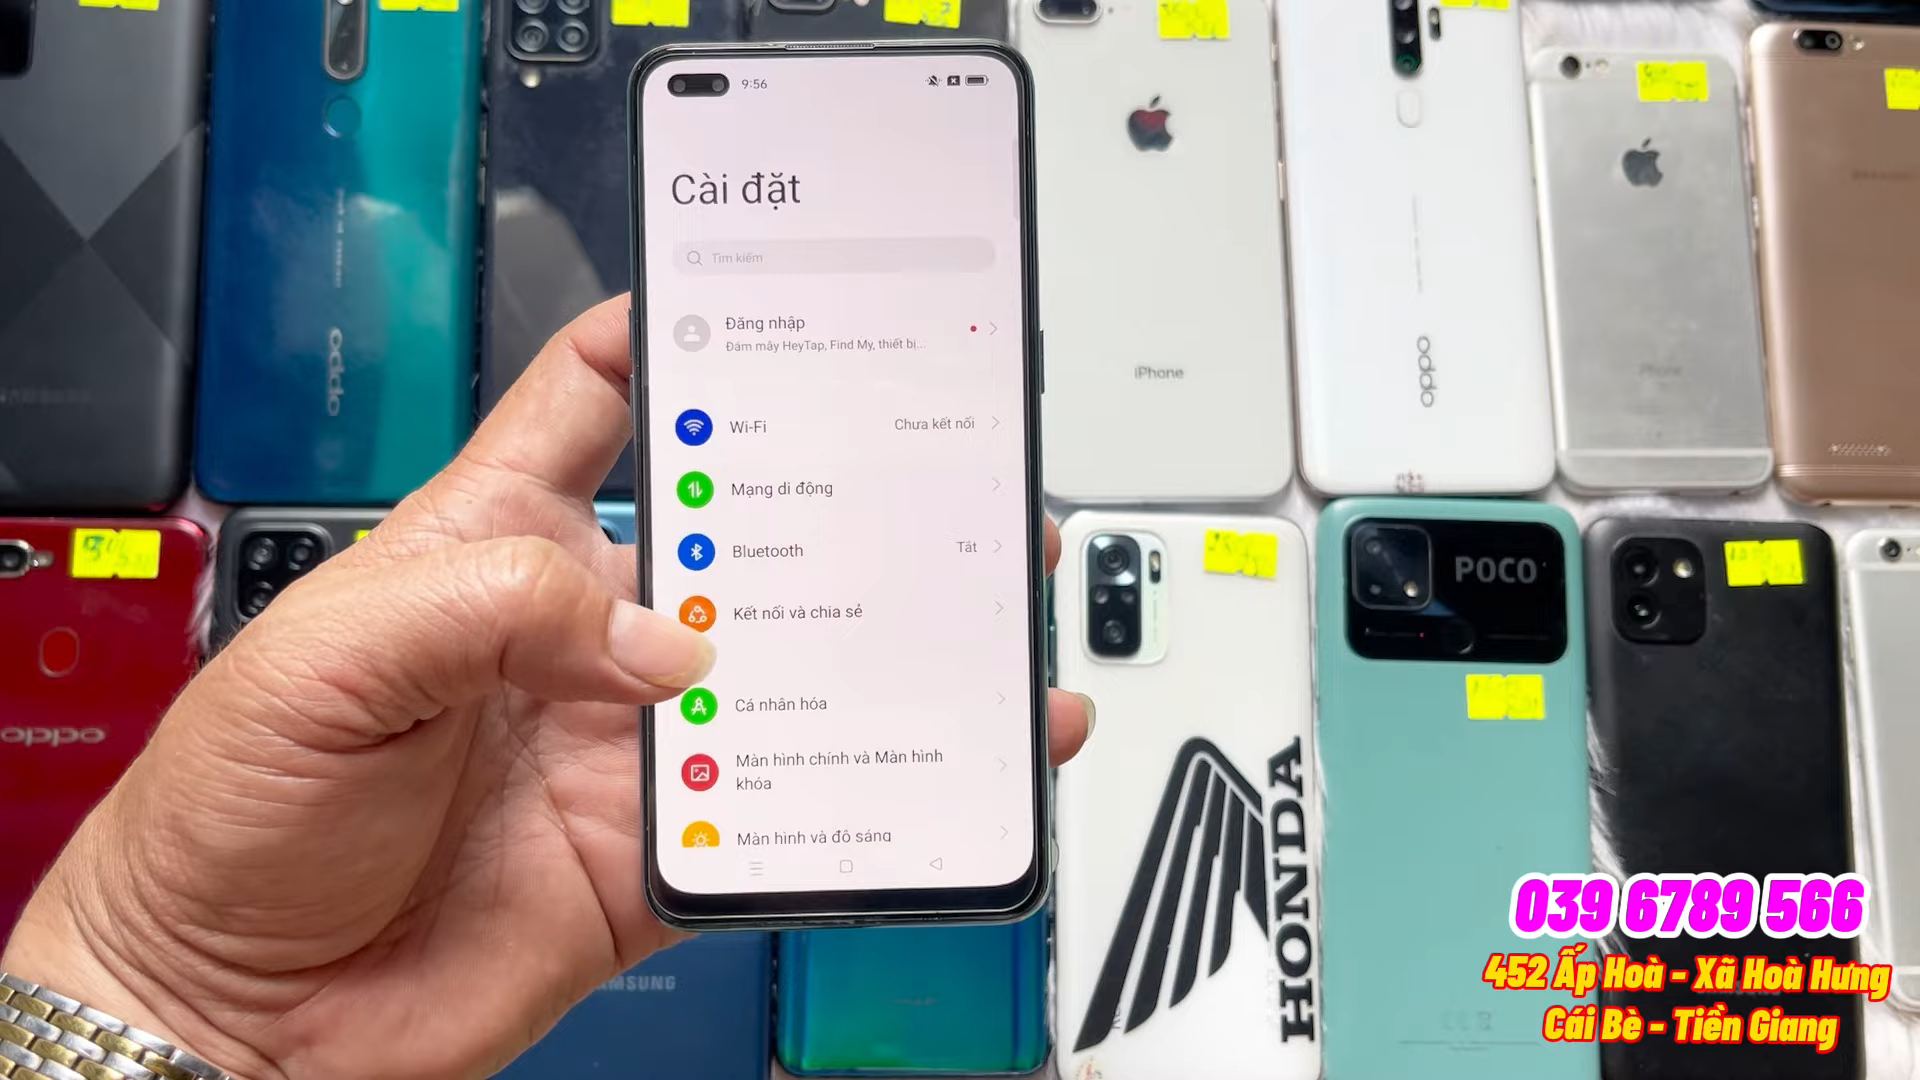 9:56
Cài đặt
Tìm kiếm
Đăng nhập
Đám mây HeyTap, Find My, thiết bị...
Wi-Fi
Chưa kết nối
Mạng di động
Bluetooth
Tắt
Kết nối và chia sẻ
Cá nhân hóa
Màn hình chính và Màn hình
khóa
Màn hình và độ sáng
oppo
iPhone
oppo
iPhone
oppo
POCO
HONDA
SAMSUNG
039 6789 566
452 Ấp Hoà - Xã Hoà Hưng
Cái Bè - Tiền Giang